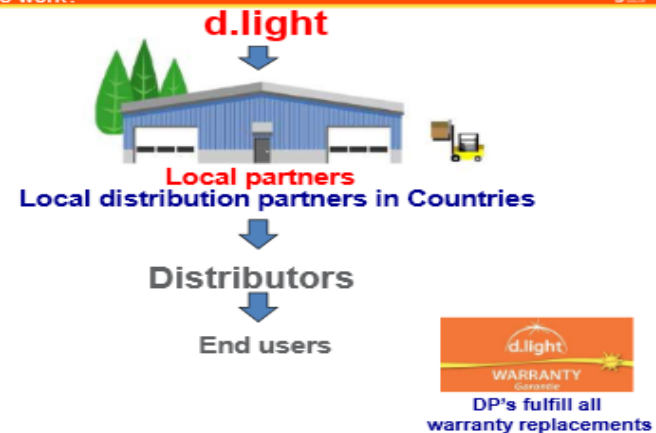 d.light
Local partners
Local distribution partners in Countries
Distributors
End users
d.light
WARRANTY
Garantie
DP's fulfill all
warranty replacements